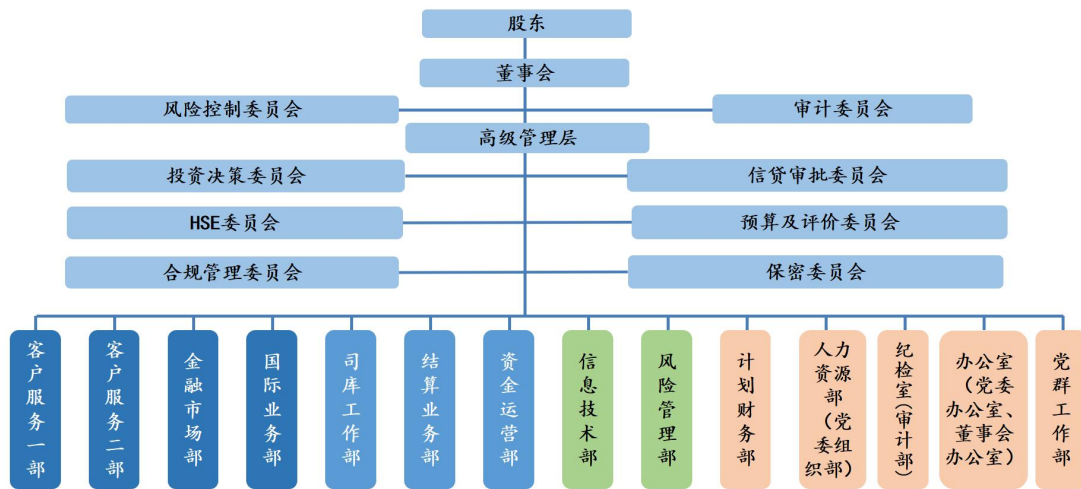 股东
董事会
风险控制委员会
审计委员会
高级管理层
投资决策委员会
信贷审批委员会
HSE委员会
预算及评价委员会
合规管理委员会
保密委员会
客户服务一部
客户服务二部
金融市场部
国际业务部
司库工作部
结算业务部
资金运营部
信息技术部
风险管理部
计划财务部
人力
资源
部
（党
委组
织部）
纪检室（审计部）
办公室
（党委
办公室、
董事会
办公室）
党群工作部